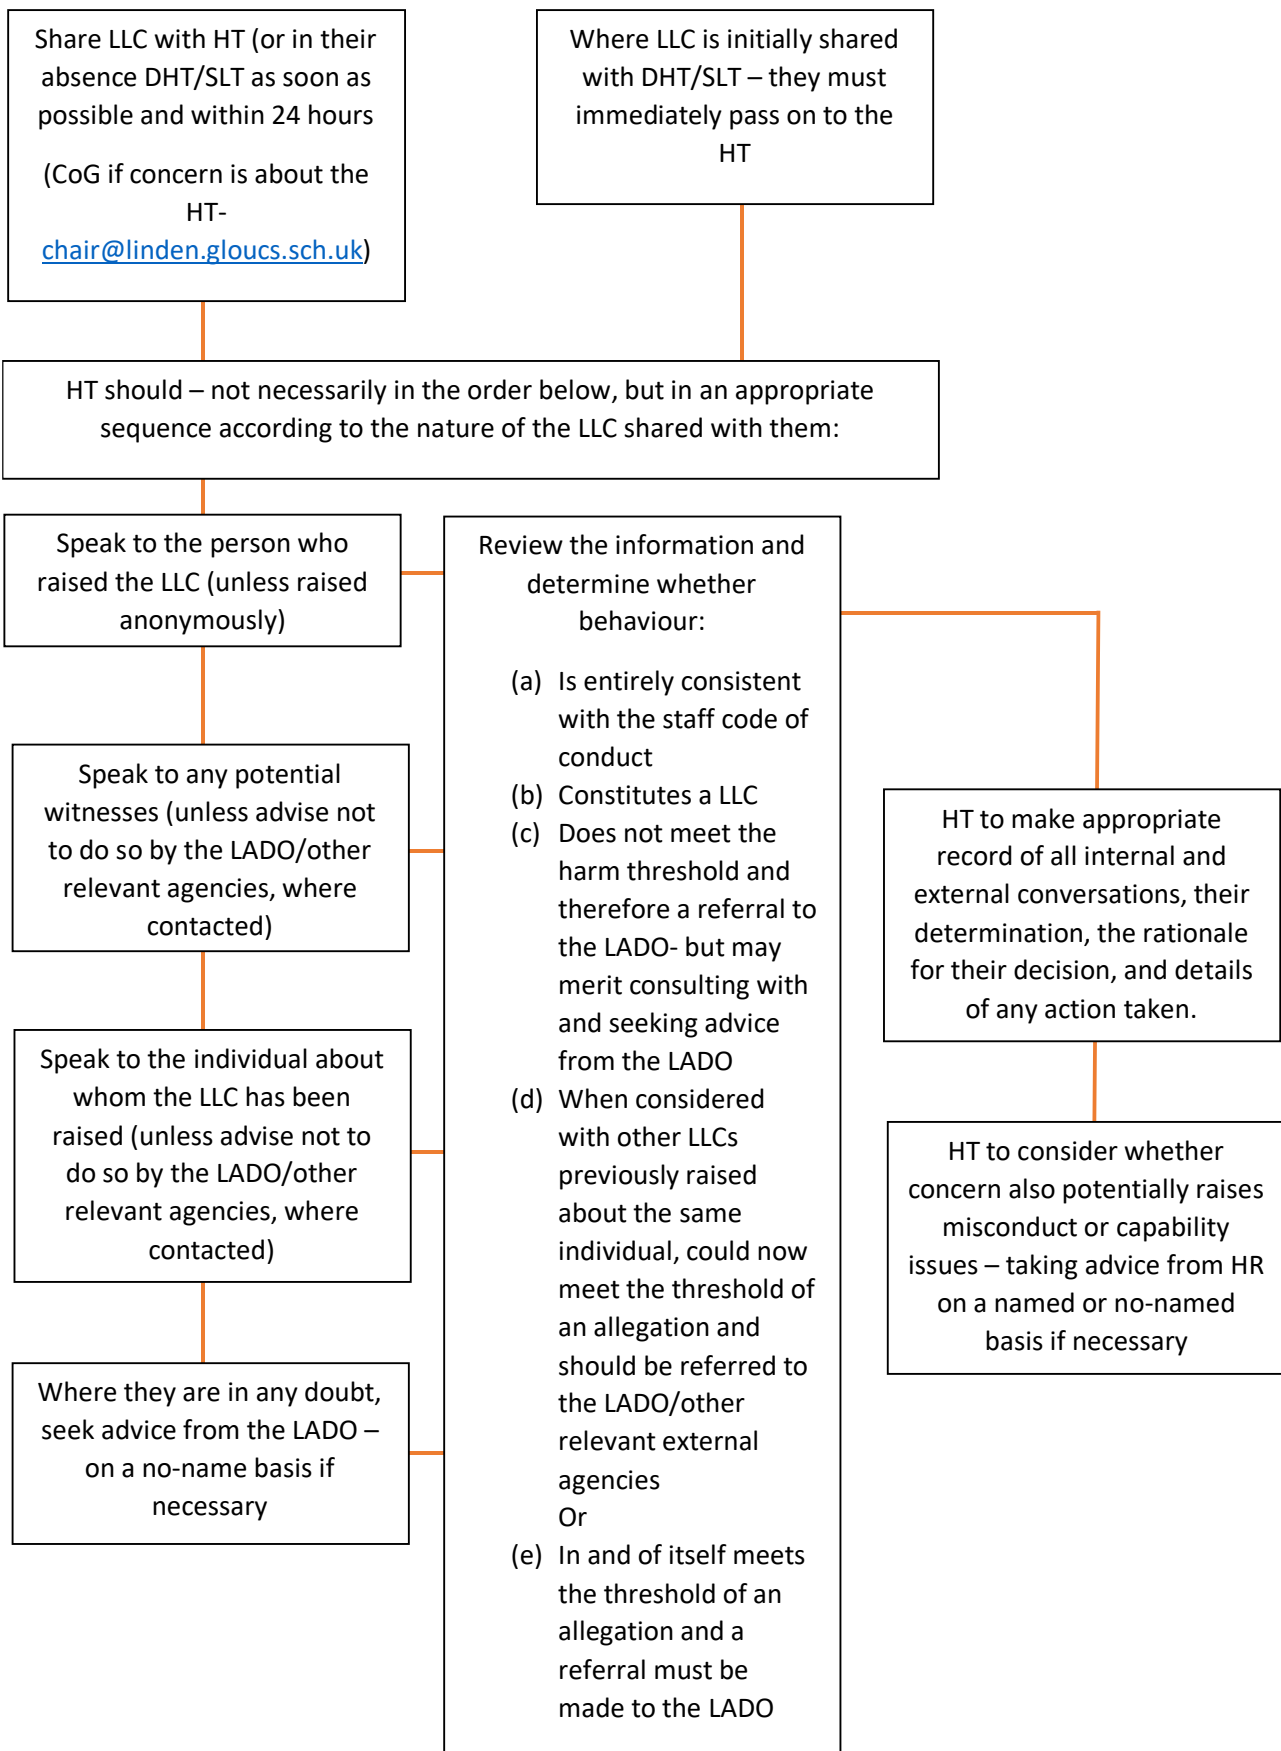 Share LLC with HT (or in their
absence DHT/SLT as soon as
possible and within 24 hours
(CoG if concern is about the
HT-
chair@linden.gloucs.sch.uk)
Where LLC is initially shared
with DHT/SLT – they must
immediately pass on to the
HT
HT should – not necessarily in the order below, but in an appropriate
sequence according to the nature of the LLC shared with them:
Speak to the person who
raised the LLC (unless raised
anonymously)
Speak to any potential
witnesses (unless advise not
to do so by the LADO/other
relevant agencies, where
contacted)
Speak to the individual about
whom the LLC has been
raised (unless advise not to
do so by the LADO/other
relevant agencies, where
contacted)
Where they are in any doubt,
seek advice from the LADO –
on a no-name basis if
necessary
Review the information and
determine whether
behaviour:
(a) Is entirely consistent
with the staff code of
conduct
(b) Constitutes a LLC
(c) Does not meet the
harm threshold and
therefore a referral to
the LADO- but may
merit consulting with
and seeking advice
from the LADO
(d) When considered
with other LLCs
previously raised
about the same
individual, could now
meet the threshold of
an allegation and
should be referred to
the LADO/other
relevant external
agencies
Or
(e) In and of itself meets
the threshold of an
allegation and a
referral must be
made to the LADO
HT to make appropriate
record of all internal and
external conversations, their
determination, the rationale
for their decision, and details
of any action taken.
HT to consider whether
concern also potentially raises
misconduct or capability
issues – taking advice from HR
on a named or no-named
basis if necessary